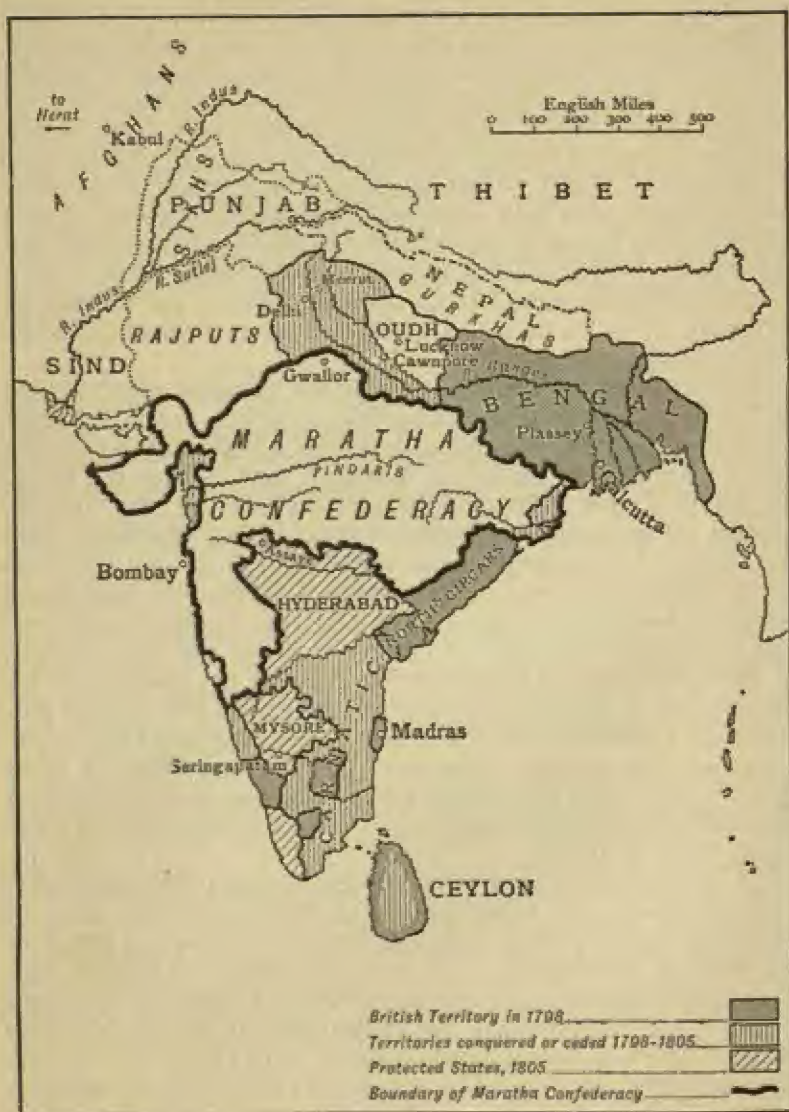 to
Herat
AFGHANS
Kabul
R. Indus
English Miles
0 100 200 300 400 500
THIBET
PUNJAB
SIKHS
R. Sutlej
R. Indus
NEPAL
GURKHAS
Meerut
Delhi
RAJPUTS
OUDH
Lucknow
Cawnpore
SIND
Gwalior
R. Ganges
BENGAL
MARATHA
Plassey
PINDARIS
CONFEDERACY
Calcutta
Assaye
Bombay
HYDERABAD
NORTHN CIRCARS
MYSORE
CARNATIC
Madras
Seringapatam
CEYLON
British Territory in 1798
Territories conquered or ceded 1798-1805
Protected States, 1805
Boundary of Maratha Confederacy